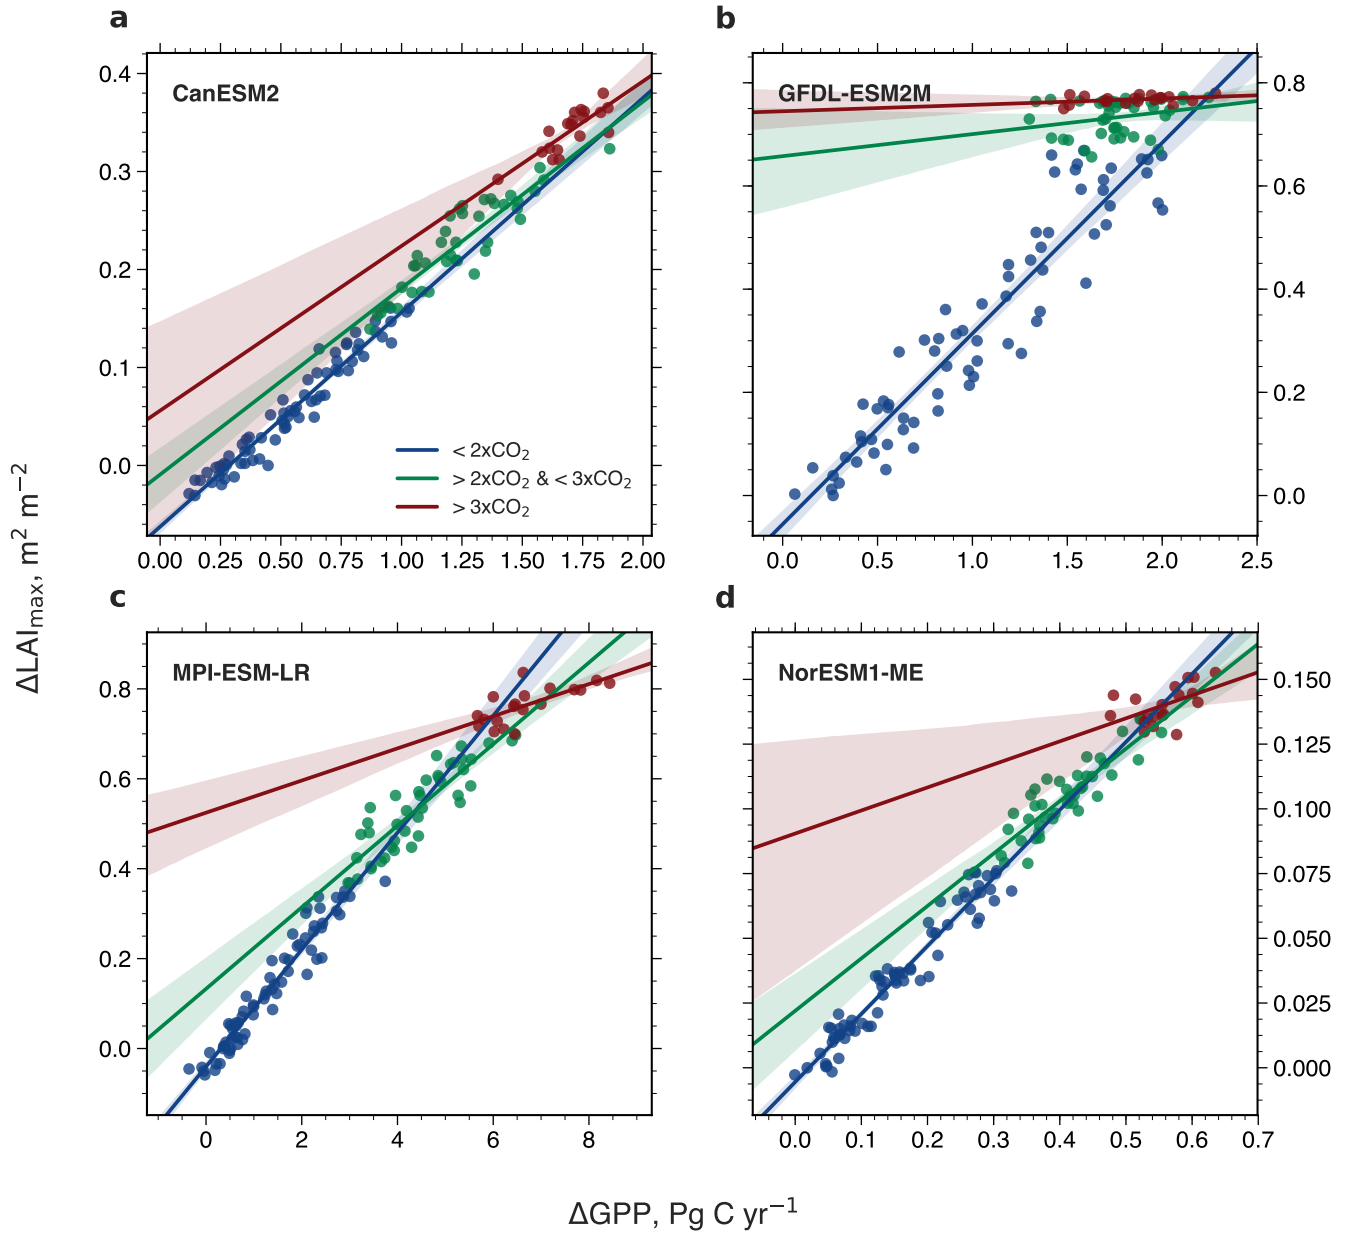 a
CanESM2
0.4
0.3
0.2
0.1
0.0
< 2xCO₂
> 2xCO₂ & < 3xCO₂
> 3xCO₂
0.00 0.25 0.50 0.75 1.00 1.25 1.50 1.75 2.00
b
GFDL-ESM2M
0.8
0.6
0.4
0.2
0.0
0.0 0.5 1.0 1.5 2.0 2.5
c
MPI-ESM-LR
0.8
0.6
0.4
0.2
0.0
0 2 4 6 8
d
NorESM1-ME
0.150
0.125
0.100
0.075
0.050
0.025
0.000
0.0 0.1 0.2 0.3 0.4 0.5 0.6 0.7
ΔLAIₘₐₓ, m² m⁻²
ΔGPP, Pg C yr⁻¹